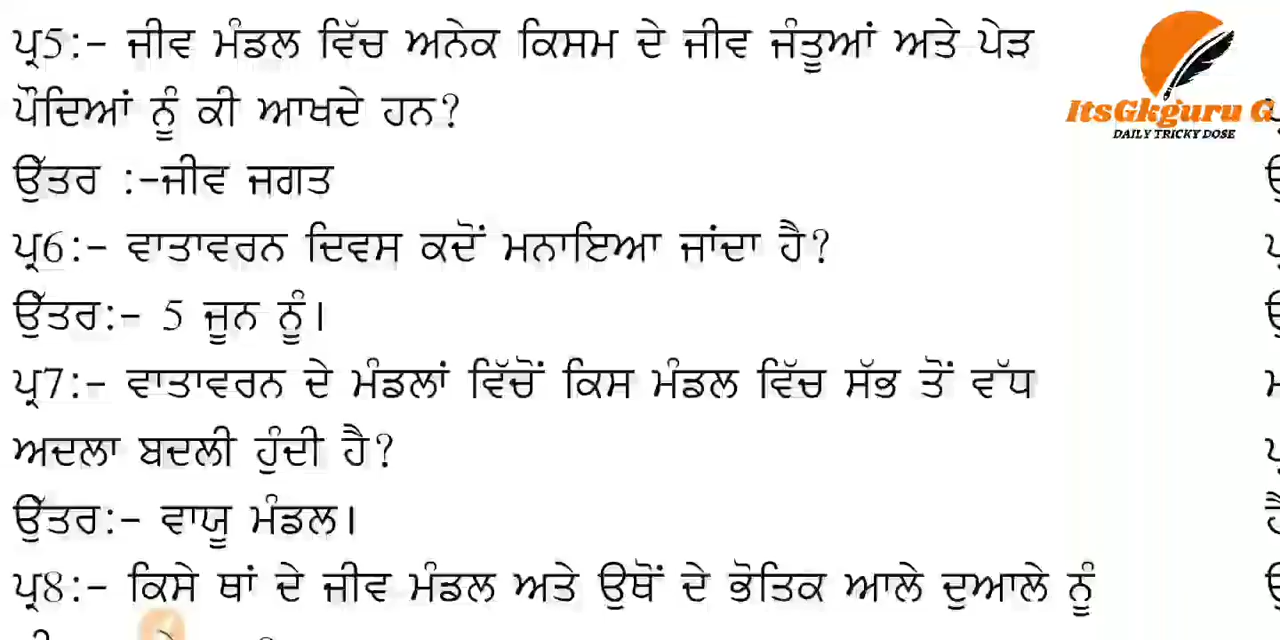 ਪ੍ਰ5:- ਜੀਵ ਮੰਡਲ ਵਿੱਚ ਅਨੇਕ ਕਿਸਮ ਦੇ ਜੀਵ ਜੰਤੂਆਂ ਅਤੇ ਪੇੜ
ਪੌਦਿਆਂ ਨੂੰ ਕੀ ਆਖਦੇ ਹਨ?
ਉੱਤਰ :-ਜੀਵ ਜਗਤ
ਪ੍ਰ6:- ਵਾਤਾਵਰਨ ਦਿਵਸ ਕਦੋਂ ਮਨਾਇਆ ਜਾਂਦਾ ਹੈ?
ਉੱਤਰ:- 5 ਜੂਨ ਨੂੰ।
ਪ੍ਰ7:- ਵਾਤਾਵਰਨ ਦੇ ਮੰਡਲਾਂ ਵਿੱਚੋਂ ਕਿਸ ਮੰਡਲ ਵਿੱਚ ਸੱਭ ਤੋਂ ਵੱਧ
ਅਦਲਾ ਬਦਲੀ ਹੁੰਦੀ ਹੈ?
ਉੱਤਰ:- ਵਾਯੂ ਮੰਡਲ।
ਪ੍ਰ8:- ਕਿਸੇ ਥਾਂ ਦੇ ਜੀਵ ਮੰਡਲ ਅਤੇ ਉਥੋਂ ਦੇ ਭੋਤਿਕ ਆਲੇ ਦੁਆਲੇ ਨੂੰ
ItsGkguru G
DAILY TRICKY DOSE